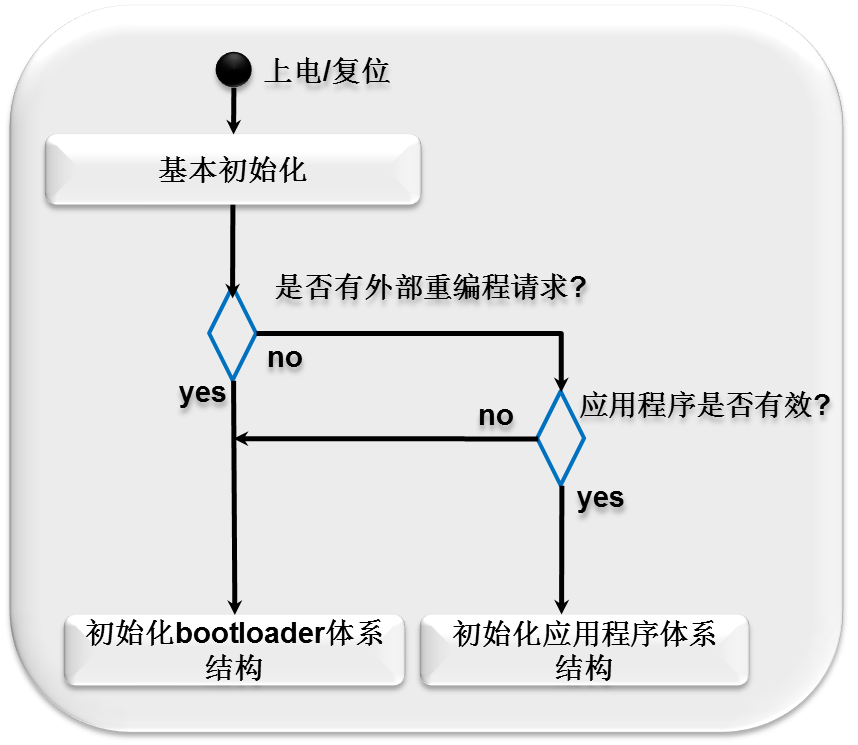 上电/复位
基本初始化
是否有外部重编程请求?
no
yes
应用程序是否有效?
no
yes
初始化bootloader体系
结构
初始化应用程序体系
结构